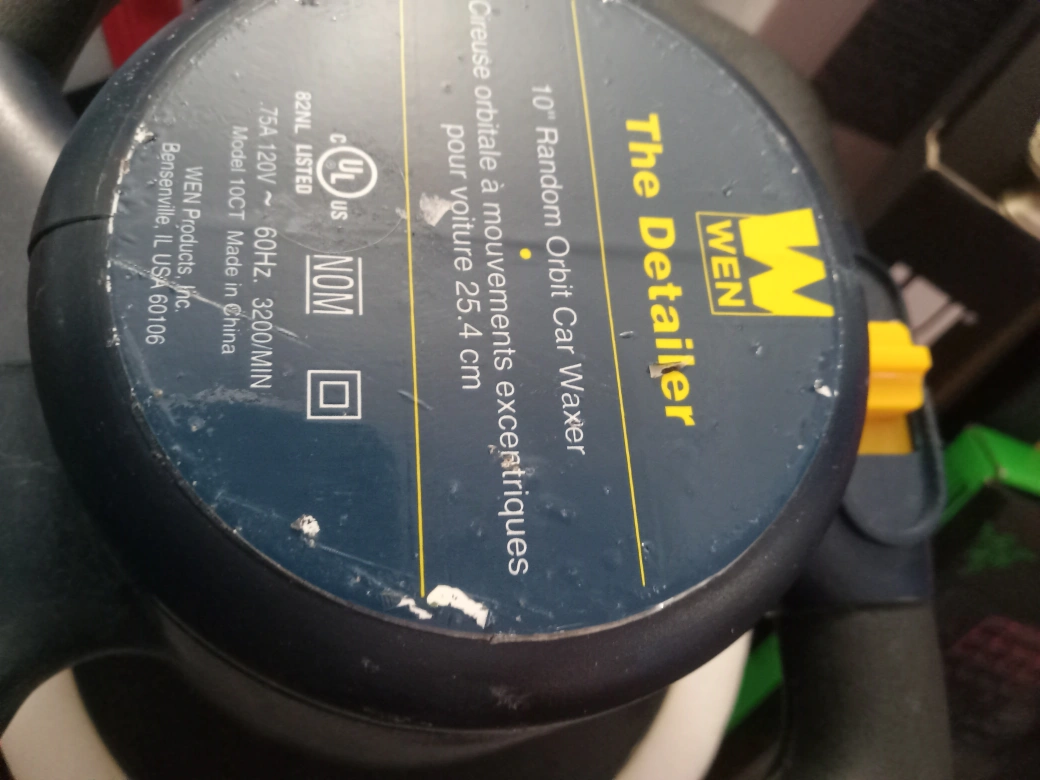 WEN
The Detailer
10" Random Orbit Car Waxer
Cireuse orbitale à mouvements excentriques
pour voiture 25.4 cm
c UL US
NOM
82NL LISTED
.75A 120V ~ 60Hz. 3200/MIN
Model 10CT Made in China
WEN Products, Inc.
Bensenville, IL USA 60106